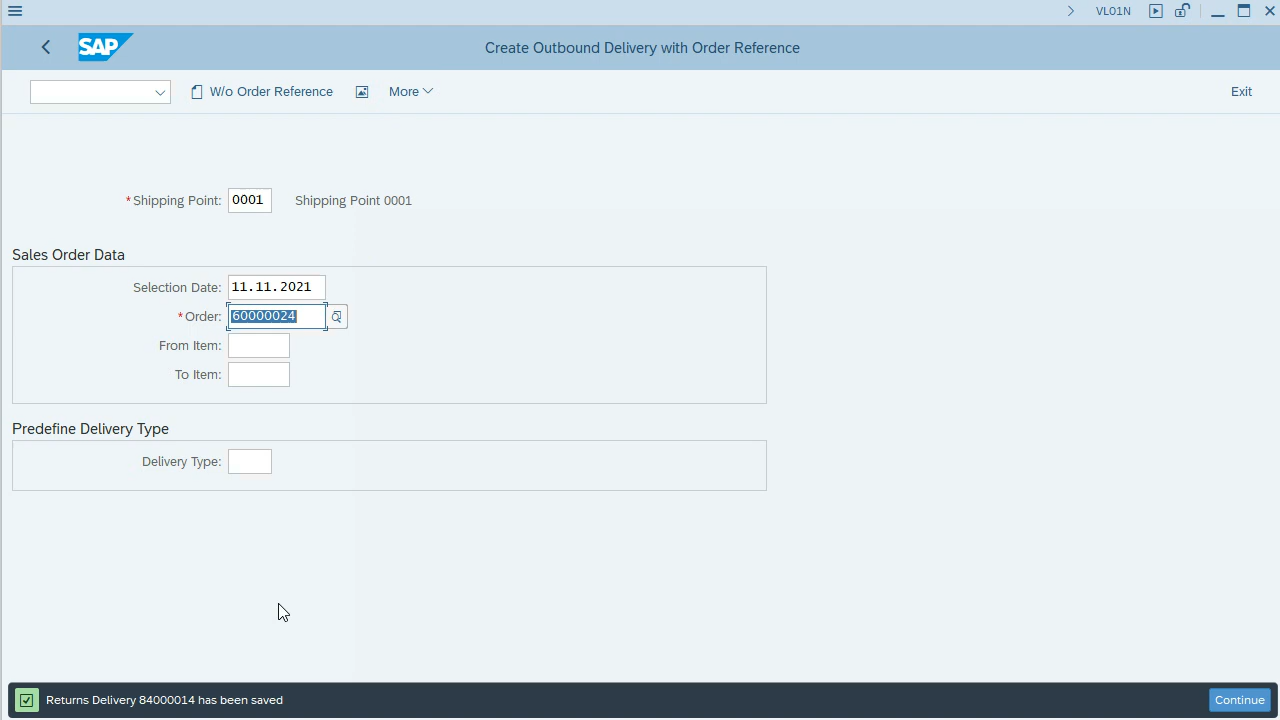 VL01N
SAP
Create Outbound Delivery with Order Reference
W/o Order Reference
More
Exit
*Shipping Point: 0001 Shipping Point 0001
Sales Order Data
Selection Date: 11.11.2021
*Order: 60000024
From Item:
To Item:
Predefine Delivery Type
Delivery Type:
Returns Delivery 84000014 has been saved
Continue